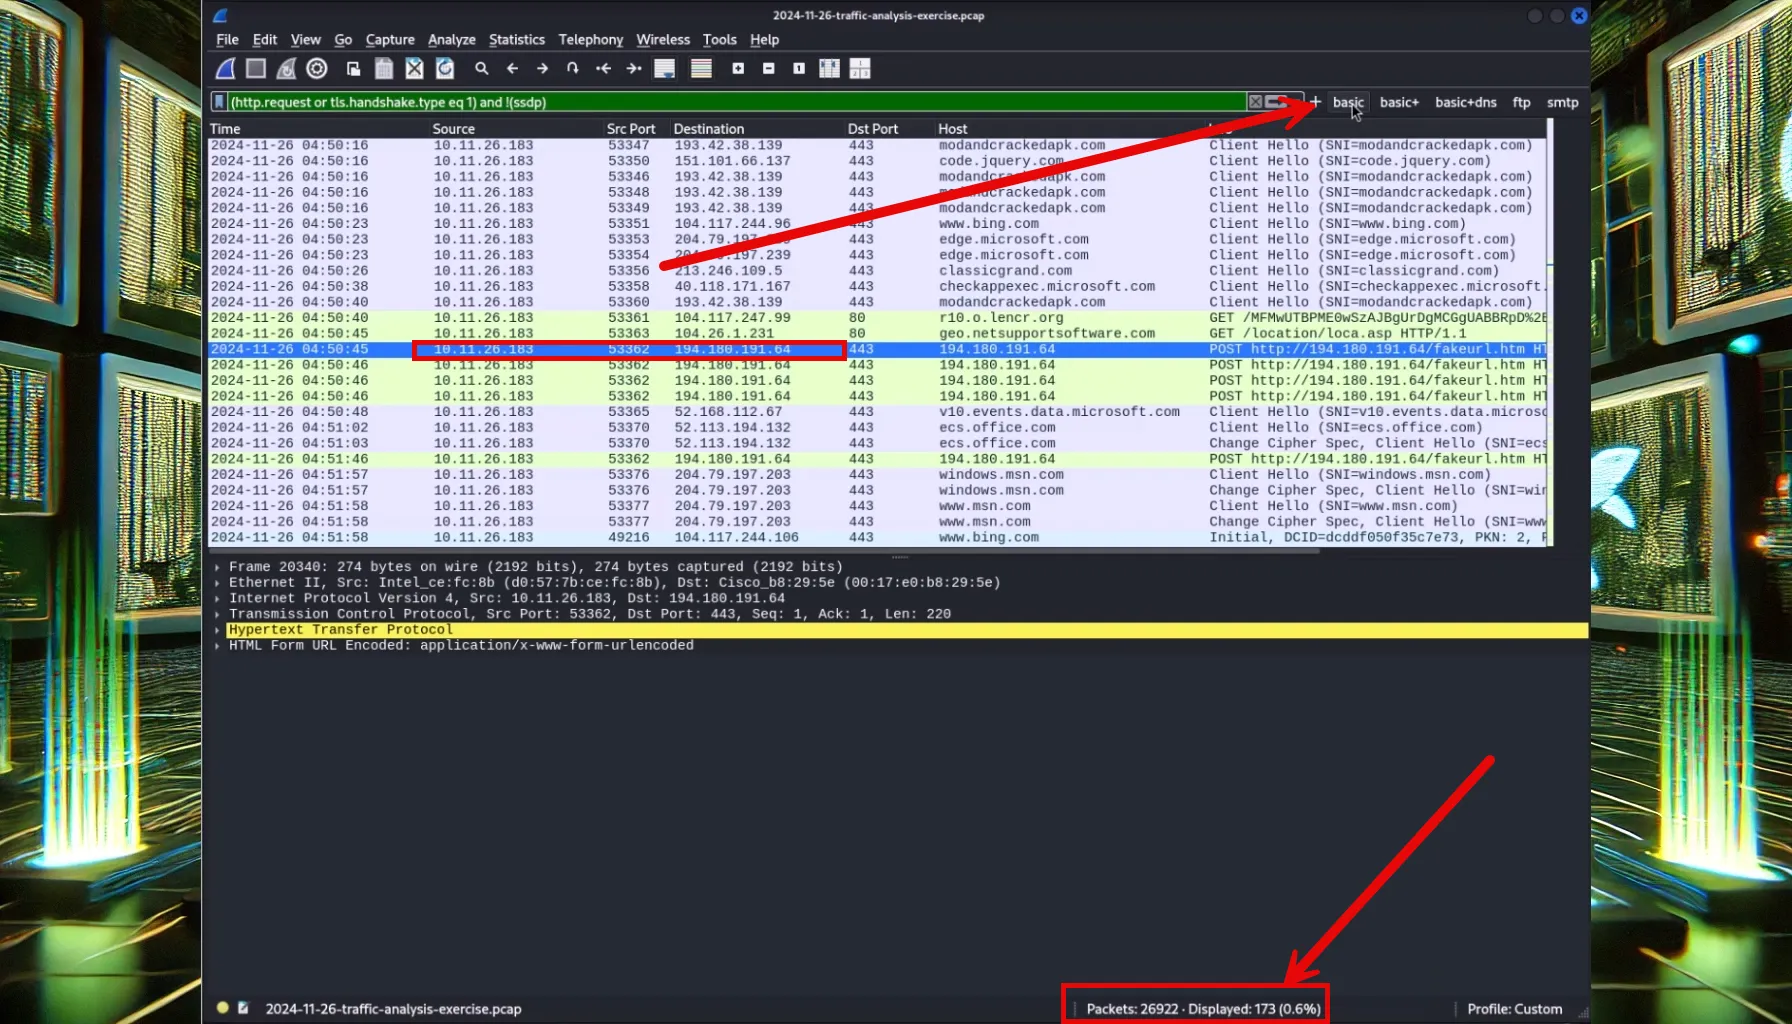 2024-11-26-traffic-analysis-exercise.pcap
File Edit View Go Capture Analyze Statistics Telephony Wireless Tools Help
(http.request or tls.handshake.type eq 1) and !(ssdp) + basic basic+ basic+dns ftp smtp
Time Source Src Port Destination Dst Port Host
2024-11-26 04:50:16 10.11.26.183 53347 193.42.38.139 443 modandcrackedapk.com Client Hello (SNI=modandcrackedapk.com)
2024-11-26 04:50:16 10.11.26.183 53350 151.101.66.137 443 code.jquery.com Client Hello (SNI=code.jquery.com)
2024-11-26 04:50:16 10.11.26.183 53346 193.42.38.139 443 modandcrackedapk.com Client Hello (SNI=modandcrackedapk.com)
2024-11-26 04:50:16 10.11.26.183 53348 193.42.38.139 443 modandcrackedapk.com Client Hello (SNI=modandcrackedapk.com)
2024-11-26 04:50:16 10.11.26.183 53349 193.42.38.139 443 modandcrackedapk.com Client Hello (SNI=modandcrackedapk.com)
2024-11-26 04:50:23 10.11.26.183 53351 104.117.244.96 443 www.bing.com Client Hello (SNI=www.bing.com)
2024-11-26 04:50:23 10.11.26.183 53353 443 edge.microsoft.com Client Hello (SNI=edge.microsoft.com)
2024-11-26 04:50:23 10.11.26.183 53354 443 edge.microsoft.com Client Hello (SNI=edge.microsoft.com)
2024-11-26 04:50:26 10.11.26.183 53356 213.246.109.5 443 classicgrand.com Client Hello (SNI=classicgrand.com)
2024-11-26 04:50:38 10.11.26.183 53358 40.118.171.167 443 checkappexec.microsoft.com Client Hello (SNI=checkappexec.microsoft.
2024-11-26 04:50:40 10.11.26.183 53360 193.42.38.139 443 modandcrackedapk.com Client Hello (SNI=modandcrackedapk.com)
2024-11-26 04:50:40 10.11.26.183 53361 104.117.247.99 80 r10.o.lencr.org GET /MFMwUTBPME0wSzAJBgUrDgMCGgUABBRpD%2E
2024-11-26 04:50:45 10.11.26.183 53363 104.26.1.231 80 geo.netsupportsoftware.com GET /location/loca.asp HTTP/1.1
2024-11-26 04:50:45 10.11.26.183 53362 194.180.191.64 443 194.180.191.64 POST http://194.180.191.64/fakeurl.htm HT
2024-11-26 04:50:46 10.11.26.183 53362 194.180.191.64 443 194.180.191.64 POST http://194.180.191.64/fakeurl.htm HT
2024-11-26 04:50:46 10.11.26.183 53362 194.180.191.64 443 194.180.191.64 POST http://194.180.191.64/fakeurl.htm HT
2024-11-26 04:50:46 10.11.26.183 53362 194.180.191.64 443 194.180.191.64 POST http://194.180.191.64/fakeurl.htm HT
2024-11-26 04:50:48 10.11.26.183 53365 52.168.112.67 443 v10.events.data.microsoft.com Client Hello (SNI=v10.events.data.microsc
2024-11-26 04:51:02 10.11.26.183 53370 52.113.194.132 443 ecs.office.com Client Hello (SNI=ecs.office.com)
2024-11-26 04:51:03 10.11.26.183 53370 52.113.194.132 443 ecs.office.com Change Cipher Spec, Client Hello (SNI=ecs
2024-11-26 04:51:46 10.11.26.183 53362 194.180.191.64 443 194.180.191.64 POST http://194.180.191.64/fakeurl.htm HT
2024-11-26 04:51:57 10.11.26.183 53376 204.79.197.203 443 windows.msn.com Client Hello (SNI=windows.msn.com)
2024-11-26 04:51:57 10.11.26.183 53376 204.79.197.203 443 windows.msn.com Change Cipher Spec, Client Hello (SNI=win
2024-11-26 04:51:58 10.11.26.183 53377 204.79.197.203 443 www.msn.com Client Hello (SNI=www.msn.com)
2024-11-26 04:51:58 10.11.26.183 53377 204.79.197.203 443 www.msn.com Change Cipher Spec, Client Hello (SNI=www
2024-11-26 04:51:58 10.11.26.183 49216 104.117.244.106 443 www.bing.com Initial, DCID=dcddf050f35c7e73, PKN: 2, F
Frame 20340: 274 bytes on wire (2192 bits), 274 bytes captured (2192 bits)
Ethernet II, Src: Intel_ce:fc:8b (d0:57:7b:ce:fc:8b), Dst: Cisco_b8:29:5e (00:17:e0:b8:29:5e)
Internet Protocol Version 4, Src: 10.11.26.183, Dst: 194.180.191.64
Transmission Control Protocol, Src Port: 53362, Dst Port: 443, Seq: 1, Ack: 1, Len: 220
Hypertext Transfer Protocol
HTML Form URL Encoded: application/x-www-form-urlencoded
2024-11-26-traffic-analysis-exercise.pcap Packets: 26922 · Displayed: 173 (0.6%) Profile: Custom